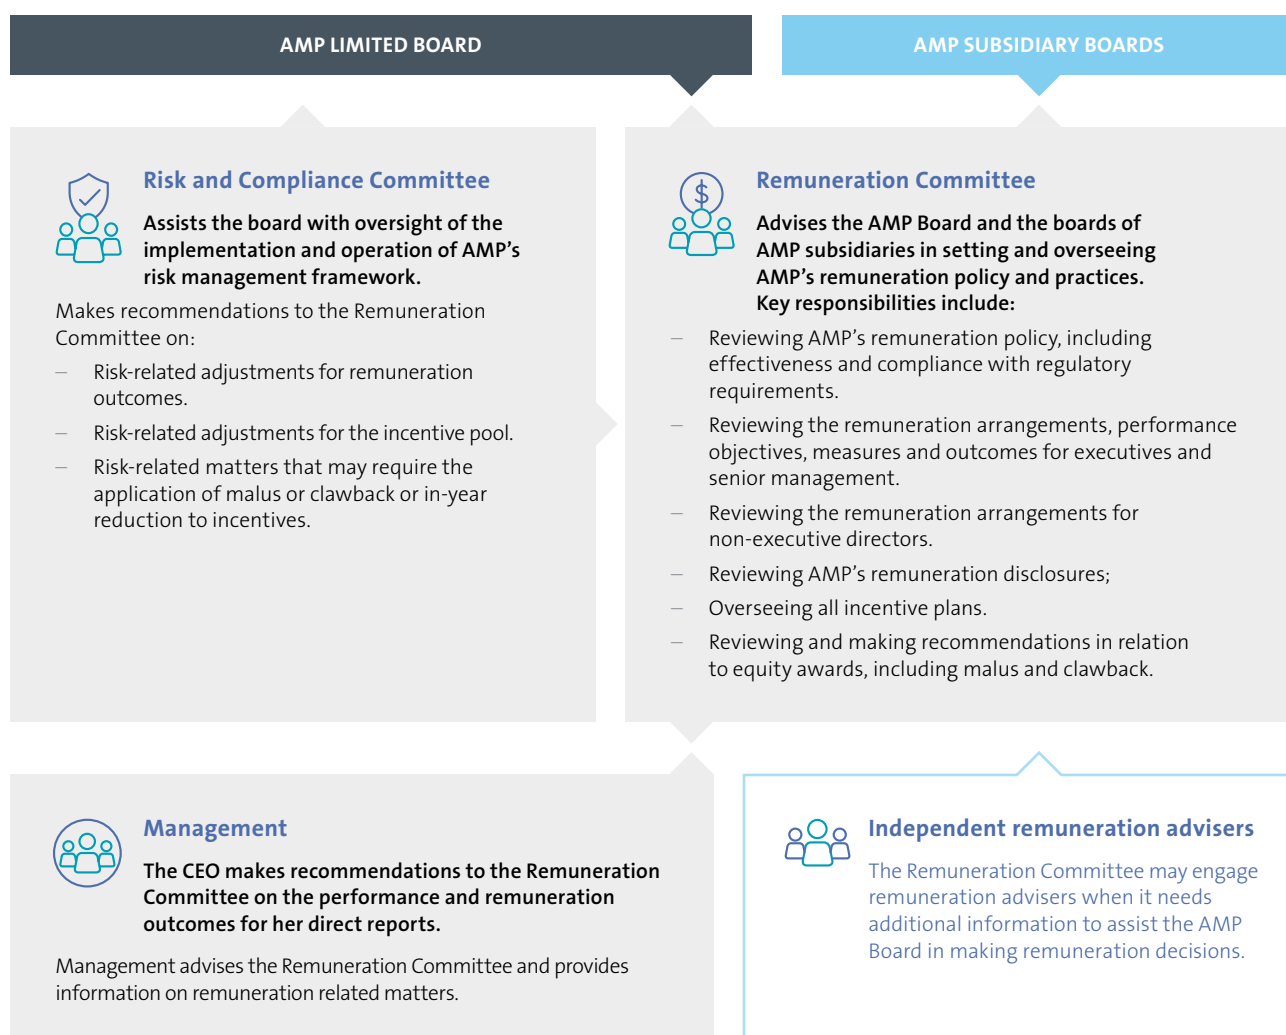 AMP LIMITED BOARD
AMP SUBSIDIARY BOARDS
Risk and Compliance Committee
Assists the board with oversight of the
implementation and operation of AMP’s
risk management framework.
Makes recommendations to the Remuneration
Committee on:
– Risk-related adjustments for remuneration
outcomes.
– Risk-related adjustments for the incentive pool.
– Risk-related matters that may require the
application of malus or clawback or in-year
reduction to incentives.
$
Remuneration Committee
Advises the AMP Board and the boards of
AMP subsidiaries in setting and overseeing
AMP’s remuneration policy and practices.
Key responsibilities include:
– Reviewing AMP’s remuneration policy, including
effectiveness and compliance with regulatory
requirements.
– Reviewing the remuneration arrangements, performance
objectives, measures and outcomes for executives and
senior management.
– Reviewing the remuneration arrangements for
non-executive directors.
– Reviewing AMP’s remuneration disclosures;
– Overseeing all incentive plans.
– Reviewing and making recommendations in relation
to equity awards, including malus and clawback.
Management
The CEO makes recommendations to the Remuneration
Committee on the performance and remuneration
outcomes for her direct reports.
Management advises the Remuneration Committee and provides
information on remuneration related matters.
Independent remuneration advisers
The Remuneration Committee may engage
remuneration advisers when it needs
additional information to assist the AMP
Board in making remuneration decisions.